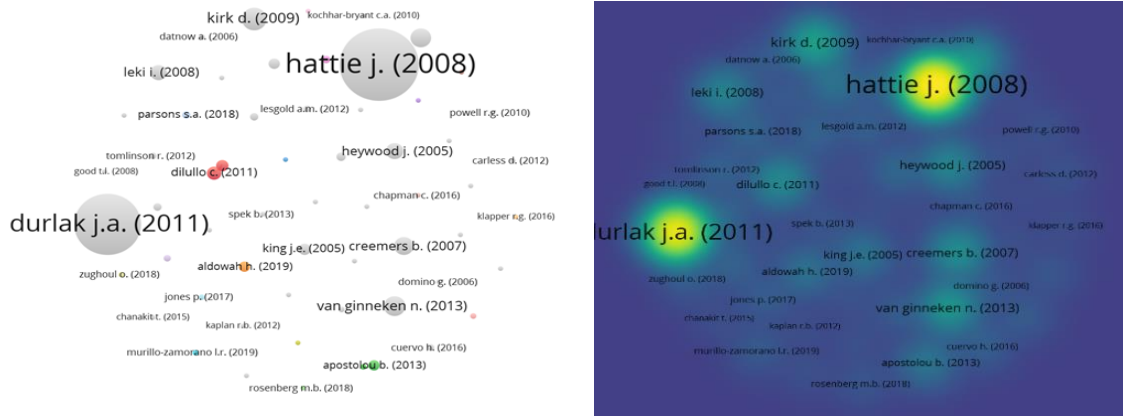 kirk d. (2009)
kochhar-bryant c.a. (2010)
datnow a. (2006)
hattie j. (2008)
leki i. (2008)
parsons s.a. (2018)
lesgold a.m. (2012)
powell r.g. (2010)
tomlinson r. (2012)
heywood j. (2005)
carless d. (2012)
good t.l. (2008)
dilullo c. (2011)
chapman c. (2016)
durlak j.a. (2011)
spek b. (2013)
klapper r.g. (2016)
king j.e. (2005)
creemers b. (2007)
aldowah h. (2019)
zughoul o. (2018)
domino g. (2006)
jones p. (2017)
van ginneken n. (2013)
chanakit t. (2015)
kaplan r.b. (2012)
murillo-zamorano l.r. (2019)
cuervo h. (2016)
apostolou b. (2013)
rosenberg m.b. (2018)
kirk d. (2009)
kochhar-bryant c.a. (2010)
datnow a. (2006)
hattie j. (2008)
leki i. (2008)
parsons s.a. (2018)
lesgold a.m. (2012)
powell r.g. (2010)
tomlinson r. (2012)
heywood j. (2005)
carless d. (2012)
good t.l. (2008)
dilullo c. (2011)
chapman c. (2016)
urlak j.a. (2011)
spek b. (2013)
klapper r.g. (2016)
king j.e. (2005)
creemers b. (2007)
aldowah h. (2019)
zughoul o. (2018)
domino g. (2006)
jones p. (2017)
van ginneken n. (2013)
chanakit t. (2015)
kaplan r.b. (2012)
murillo-zamorano l.r. (2019)
cuervo h. (2016)
apostolou b. (2013)
rosenberg m.b. (2018)